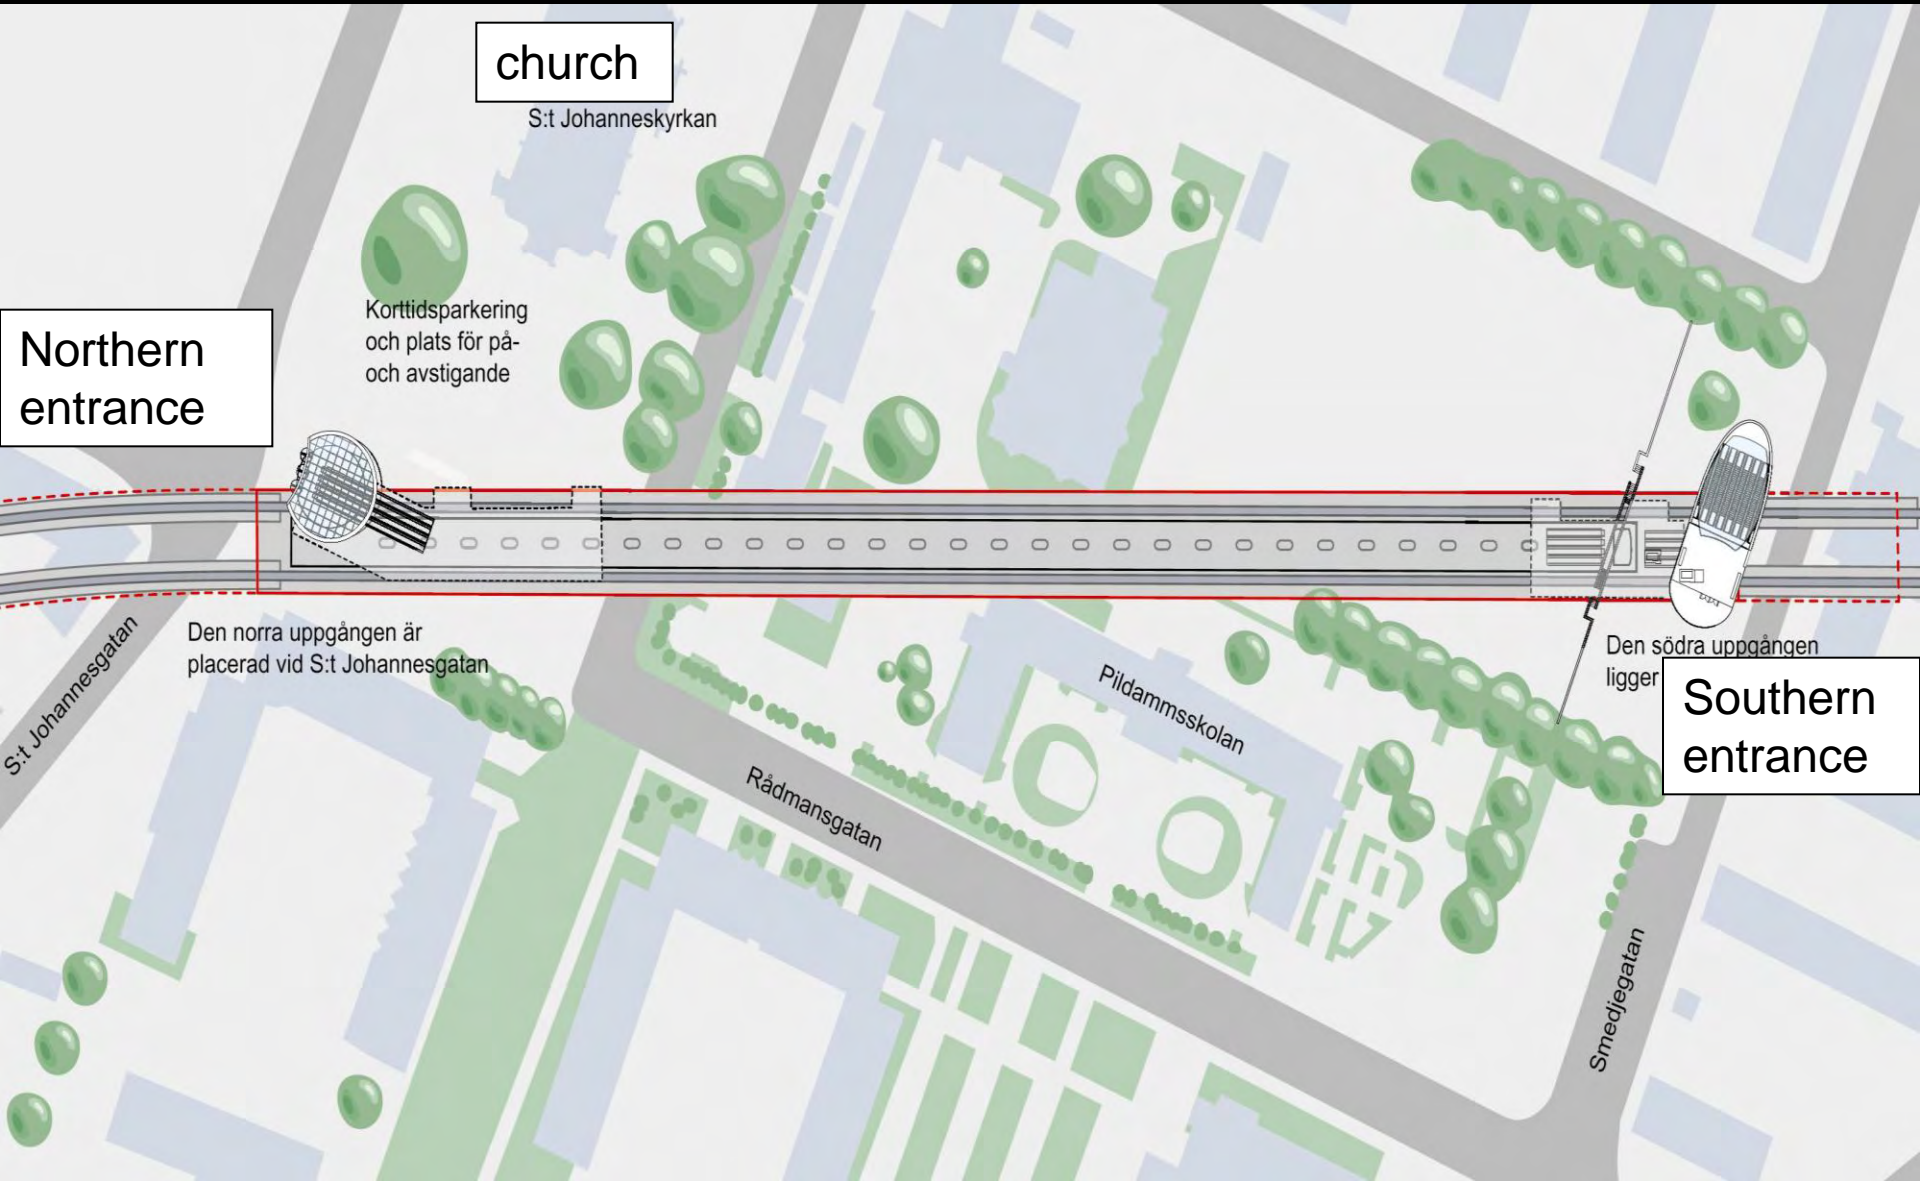 church
S:t Johanneskyrkan
Korttidsparkering
och plats för på-
och avstigande
Northern
entrance
Den norra uppgången är
placerad vid S:t Johannesgatan
S:t Johannesgatan
Pildammsskolan
Rådmansgatan
Den södra uppgången
ligger
Southern
entrance
Smedjegatan